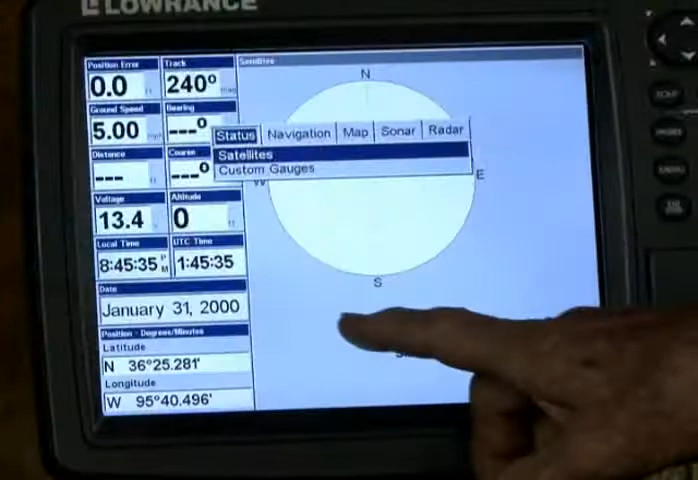 LOWRANCE
Position Error
0.0
Track
240°
Satellites
N
Ground Speed
5.00
Bearing
---°
Status Navigation Map Sonar Radar
Satellites
Custom Gauges
Distance
---
Course
---°
W
E
Voltage
13.4
Altitude
0
S
Local Time
8:45:35 PM
UTC Time
1:45:35
Date
January 31, 2000
Position - Degrees/Minutes
Latitude
N 36°25.281'
Longitude
W 95°40.496'